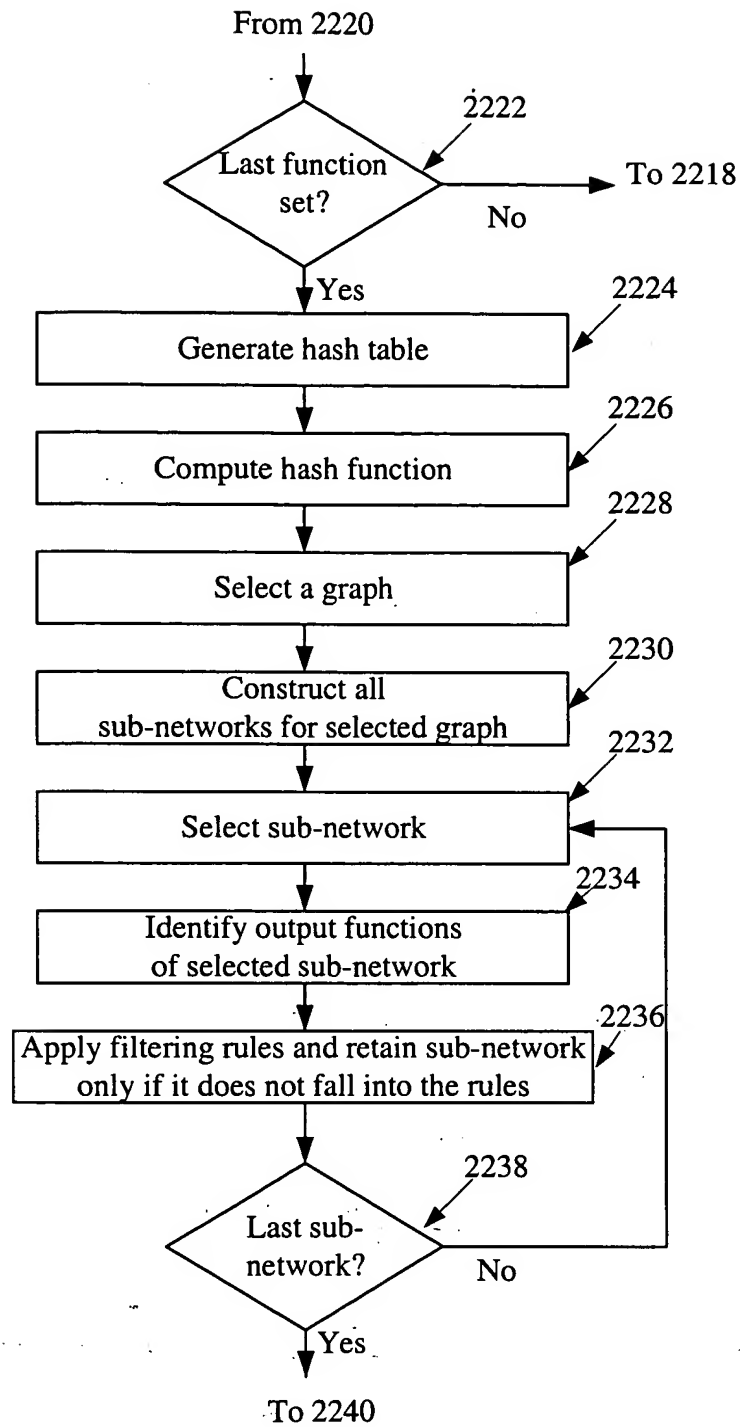 From 2220
2222
Last function
set?
To 2218
No
Yes
2224
Generate hash table
2226
Compute hash function
2228
Select a graph
2230
Construct all
sub-networks for selected graph
2232
Select sub-network
2234
Identify output functions
of selected sub-network
2236
Apply filtering rules and retain sub-network
only if it does not fall into the rules
2238
Last sub-
network?
No
Yes
To 2240